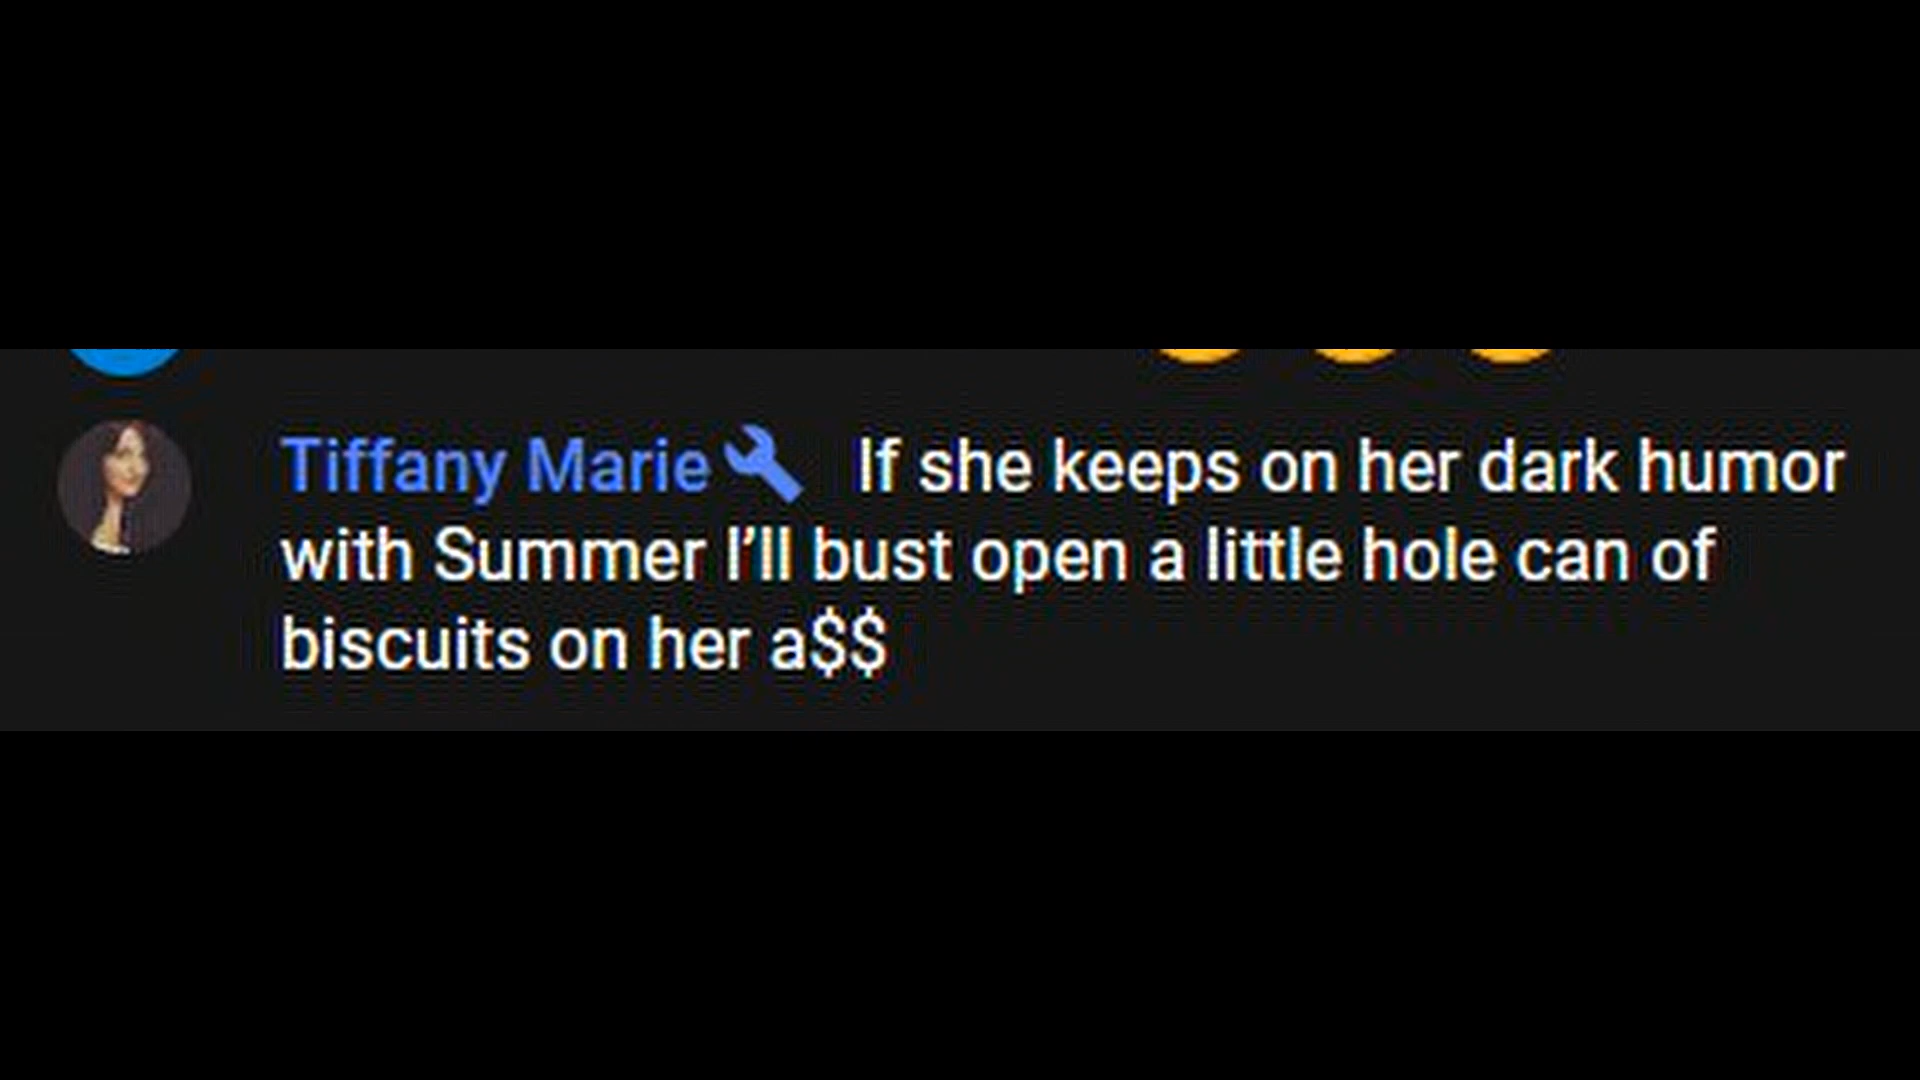 Tiffany Marie If she keeps on her dark humor
with Summer I'll bust open a little hole can of
biscuits on her a$$